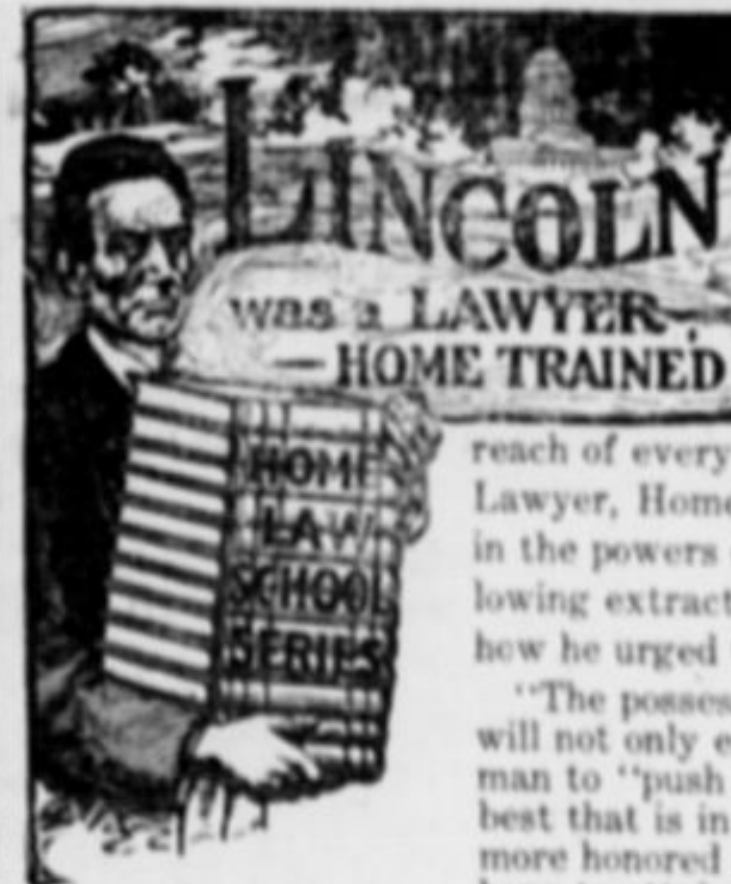 LINCOLN
was a LAWYER,
—HOME TRAINED
HOME
LAW
SCHOOL
SERIES
reach of every
Lawyer, Home
in the powers
lowing extract
how he urged
"The posses
will not only e
man to "push
best that is in
more honored